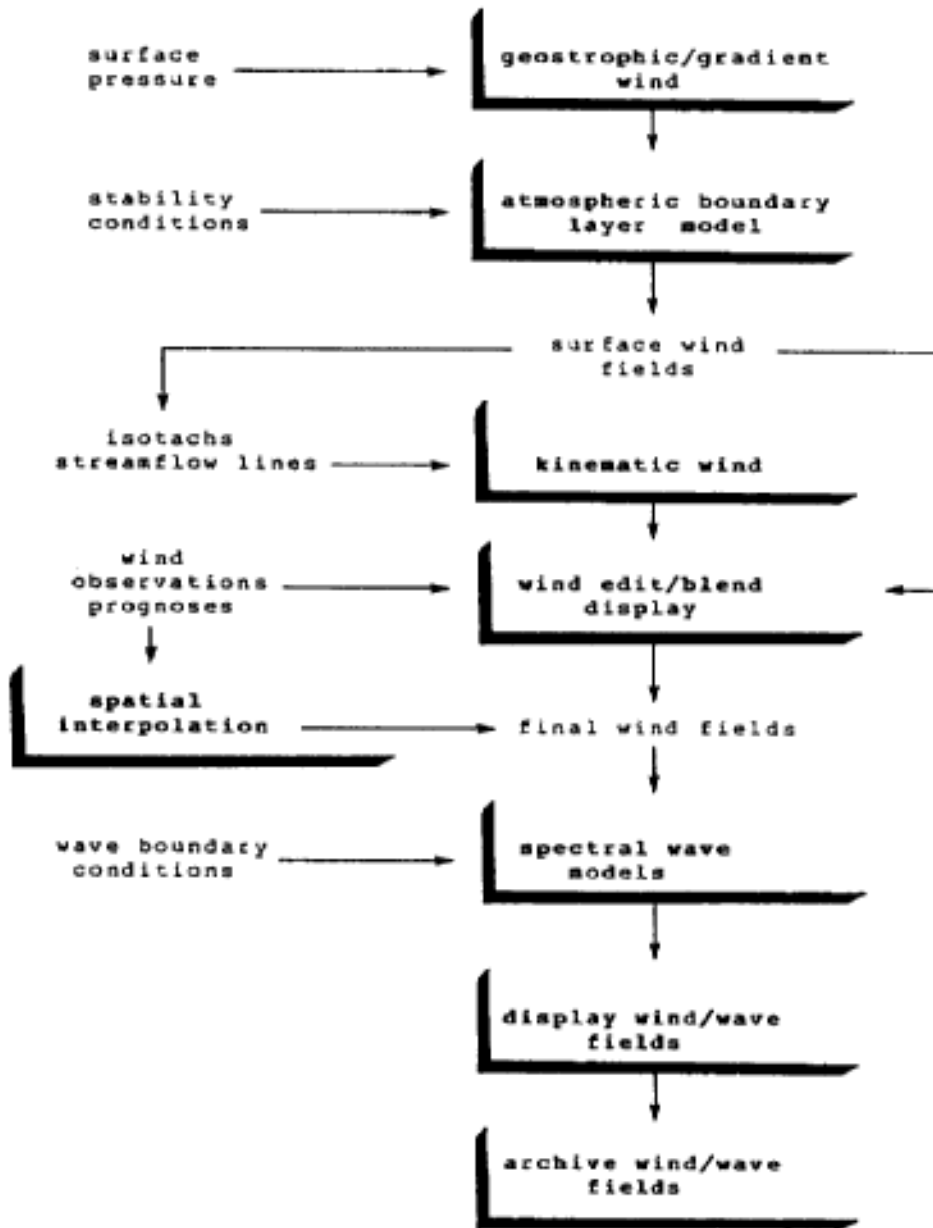 surface
pressure
geostrophic/gradient
wind
stability
conditions
atmospheric boundary
layer model
surface wind
fields
isotachs
streamflow lines
kinematic wind
wind
observations
prognoses
wind edit/blend
display
spatial
interpolation
final wind fields
wave boundary
conditions
spectral wave
models
display wind/wave
fields
archive wind/wave
fields